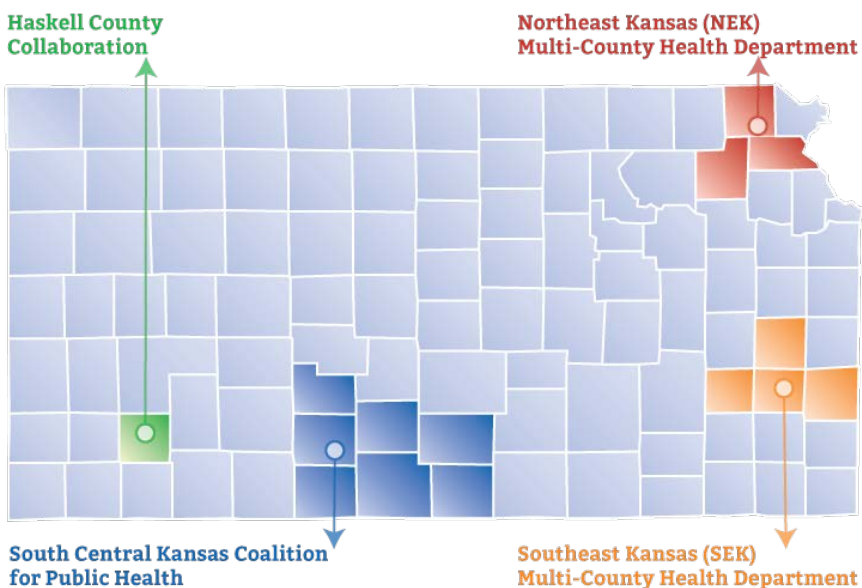 Haskell County
Collaboration
Northeast Kansas (NEK)
Multi-County Health Department
South Central Kansas Coalition
for Public Health
Southeast Kansas (SEK)
Multi-County Health Department